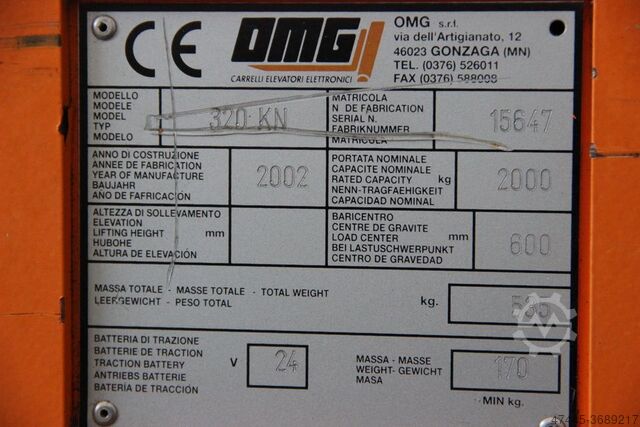 CE
OMG
CARRELLI ELEVATORI ELETTRONICI
OMG s.r.l.
via dell'Artigianato, 12
46023 GONZAGA (MN)
TEL. (0376) 526011
FAX (0376) 588008
MODELLO
MODELE
MODEL
TYP
MODELO
320 KN
MATRICOLA
N DE FABRICATION
SERIAL N.
FABRIKNUMMER
MATRICULA
15647
ANNO DI COSTRUZIONE
ANNEE DE FABRICATION
YEAR OF MANUFACTURE
BAUJAHR
AÑO DE FAFRICACIÓN
2002
PORTATA NOMINALE
CAPACITE NOMINALE
RATED CAPACITY kg
NENN-TRAGFAEHIGKEIT
CAPACIDAD NOMINAL
2000
ALTEZZA DI SOLLEVAMENTO
ELEVATION
LIFTING HEIGHT mm
HUBOHE
ALTURA DE ELEVACIÓN
BARICENTRO
CENTRE DE GRAVITE
LOAD CENTER mm
BEI LASTUSCHWERPUNKT
CENTRO DE GRAVEDAD
600
MASSA TOTALE - MASSE TOTALE - TOTAL WEIGHT
LEERGEWICHT - PESO TOTAL
kg.
BATTERIA DI TRAZIONE
BATTERIE DE TRACTION
TRACTION BATTERY
ANTRIEBS BATTERIE
BATERIA DE TRACCIÓN
V
24
MASSA - MASSE
WEIGHT- GEWICHT
MASA
170
MIN kg.
47445-3689217